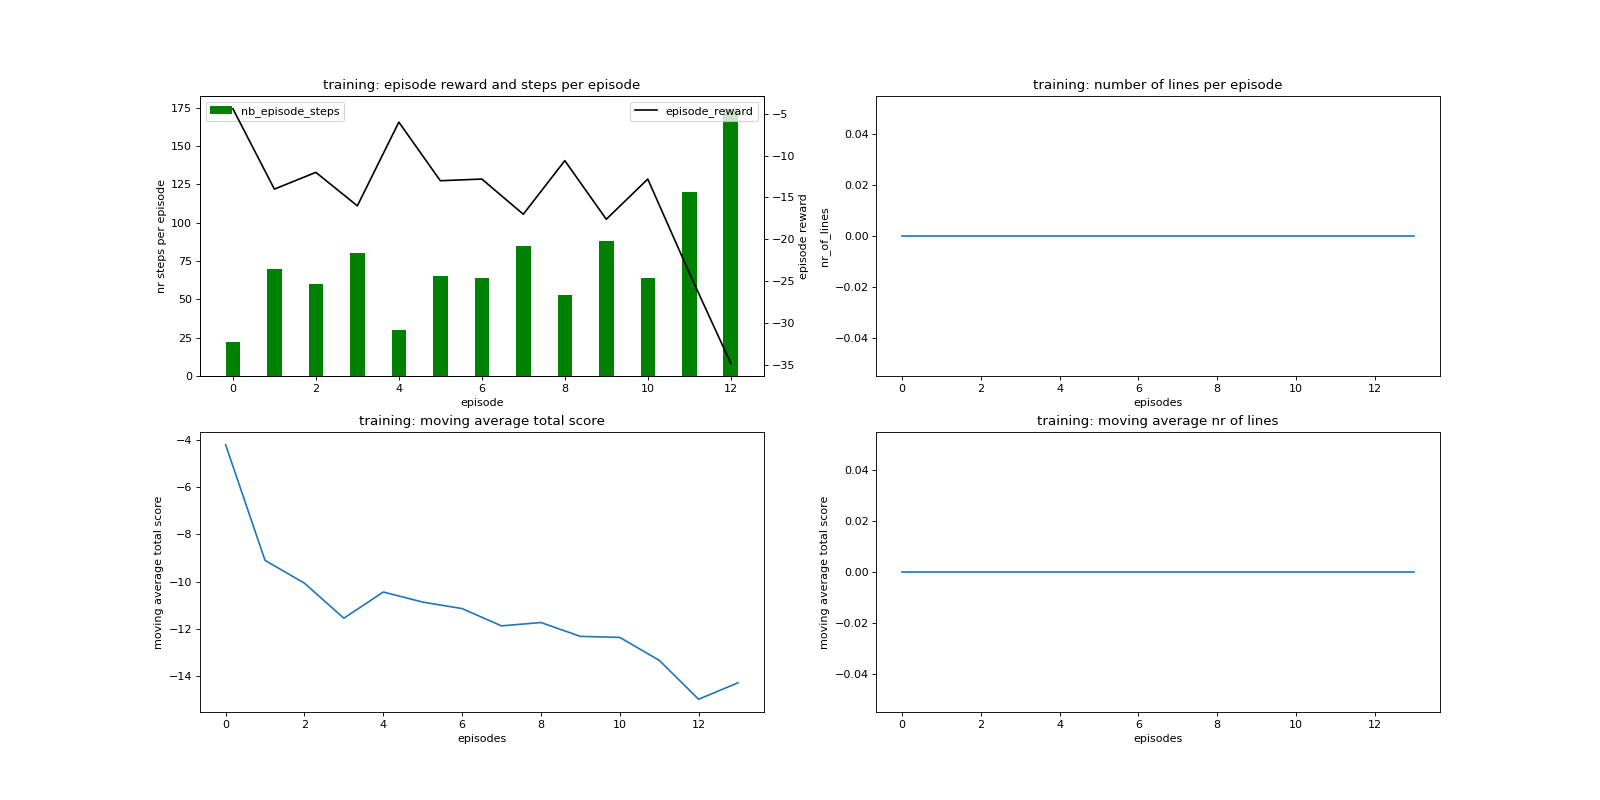 training: episode reward and steps per episode
nb_episode_steps
episode_reward
175
150
125
100
75
50
25
0
nr steps per episode
−5
−10
−15
−20
−25
−30
−35
episode reward
0 2 4 6 8 10 12
episode
training: number of lines per episode
0.04
0.02
0.00
−0.02
−0.04
nr_of_lines
0 2 4 6 8 10 12
episodes
training: moving average total score
−4
−6
−8
−10
−12
−14
moving average total score
0 2 4 6 8 10 12
episodes
training: moving average nr of lines
0.04
0.02
0.00
−0.02
−0.04
moving average total score
0 2 4 6 8 10 12
episodes